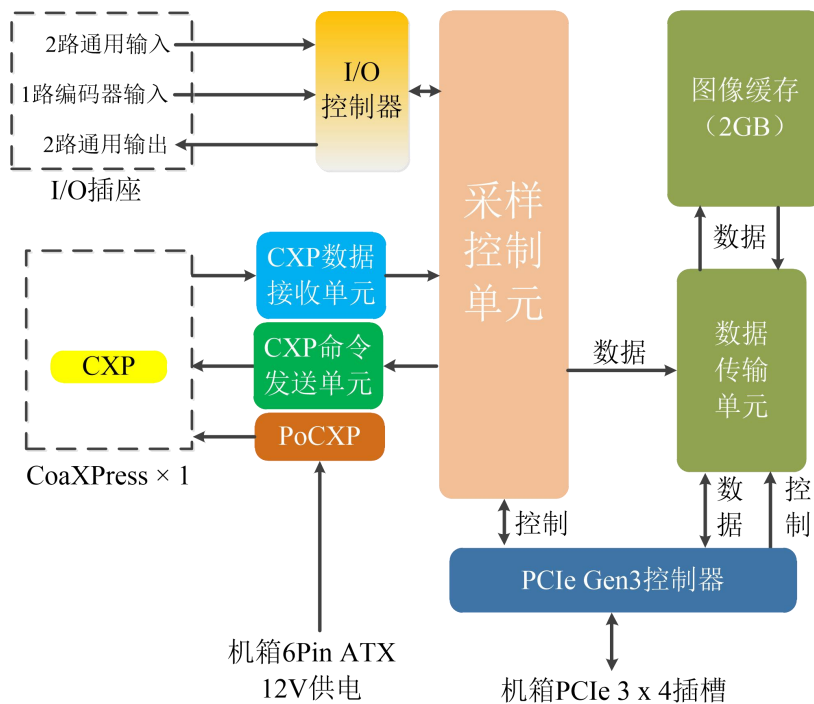 2路通用输入
1路编码器输入
2路通用输出
I/O插座
I/O
控制器
采样
控制
单元
图像缓存
（2GB）
数据
CXP数据
接收单元
CXP命令
发送单元
CXP
PoCXP
CoaXPress × 1
数据
数据
传输
单元
控制
数
据
控
制
PCIe Gen3控制器
机箱6Pin ATX
12V供电
机箱PCIe 3 x 4插槽